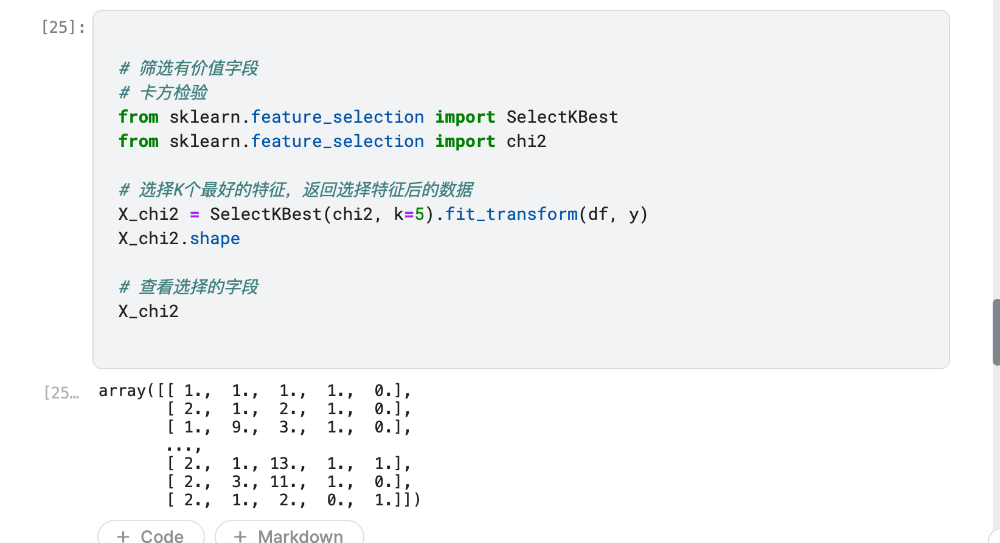 [25]:
# 筛选有价值字段
# 卡方检验
from sklearn.feature_selection import SelectKBest
from sklearn.feature_selection import chi2
# 选择K个最好的特征，返回选择特征后的数据
X_chi2 = SelectKBest(chi2, k=5).fit_transform(df, y)
X_chi2.shape
# 查看选择的字段
X_chi2
[25… array([[ 1.,  1.,  1.,  1.,  0.],
[ 2.,  1.,  2.,  1.,  0.],
[ 1.,  9.,  3.,  1.,  0.],
...,
[ 2.,  1., 13.,  1.,  1.],
[ 2.,  3., 11.,  1.,  0.],
[ 2.,  1.,  2.,  0.,  1.]])
+ Code + Markdown